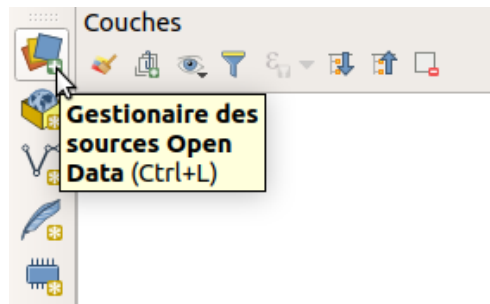 Couches
Gestionaire des
sources Open
Data (Ctrl+L)